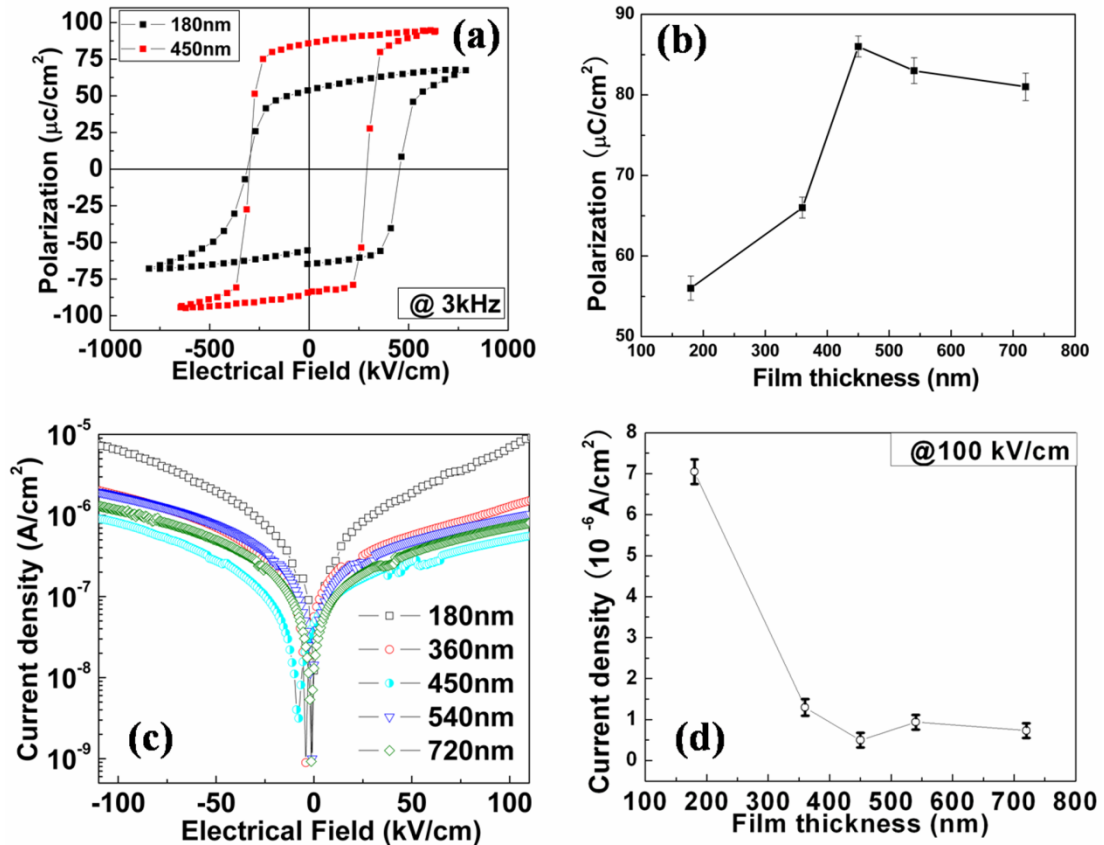 180nm
450nm
(a)
Polarization (μc/cm²)
100
75
50
25
0
-25
-50
-75
-100
@ 3kHz
-1000 -500 0 500 1000
Electrical Field (kV/cm)
(b)
Polarization (μC/cm²)
90
80
70
60
50
100 200 300 400 500 600 700 800
Film thickness (nm)
Current density (A/cm²)
10⁻⁵
10⁻⁶
10⁻⁷
10⁻⁸
10⁻⁹
180nm
360nm
450nm
540nm
720nm
(c)
-100 -50 0 50 100
Electrical Field (kV/cm)
@100 kV/cm
Current density (10 ⁻⁶A/cm²)
8
7
6
5
4
3
2
1
0
(d)
100 200 300 400 500 600 700 800
Film thickness (nm)